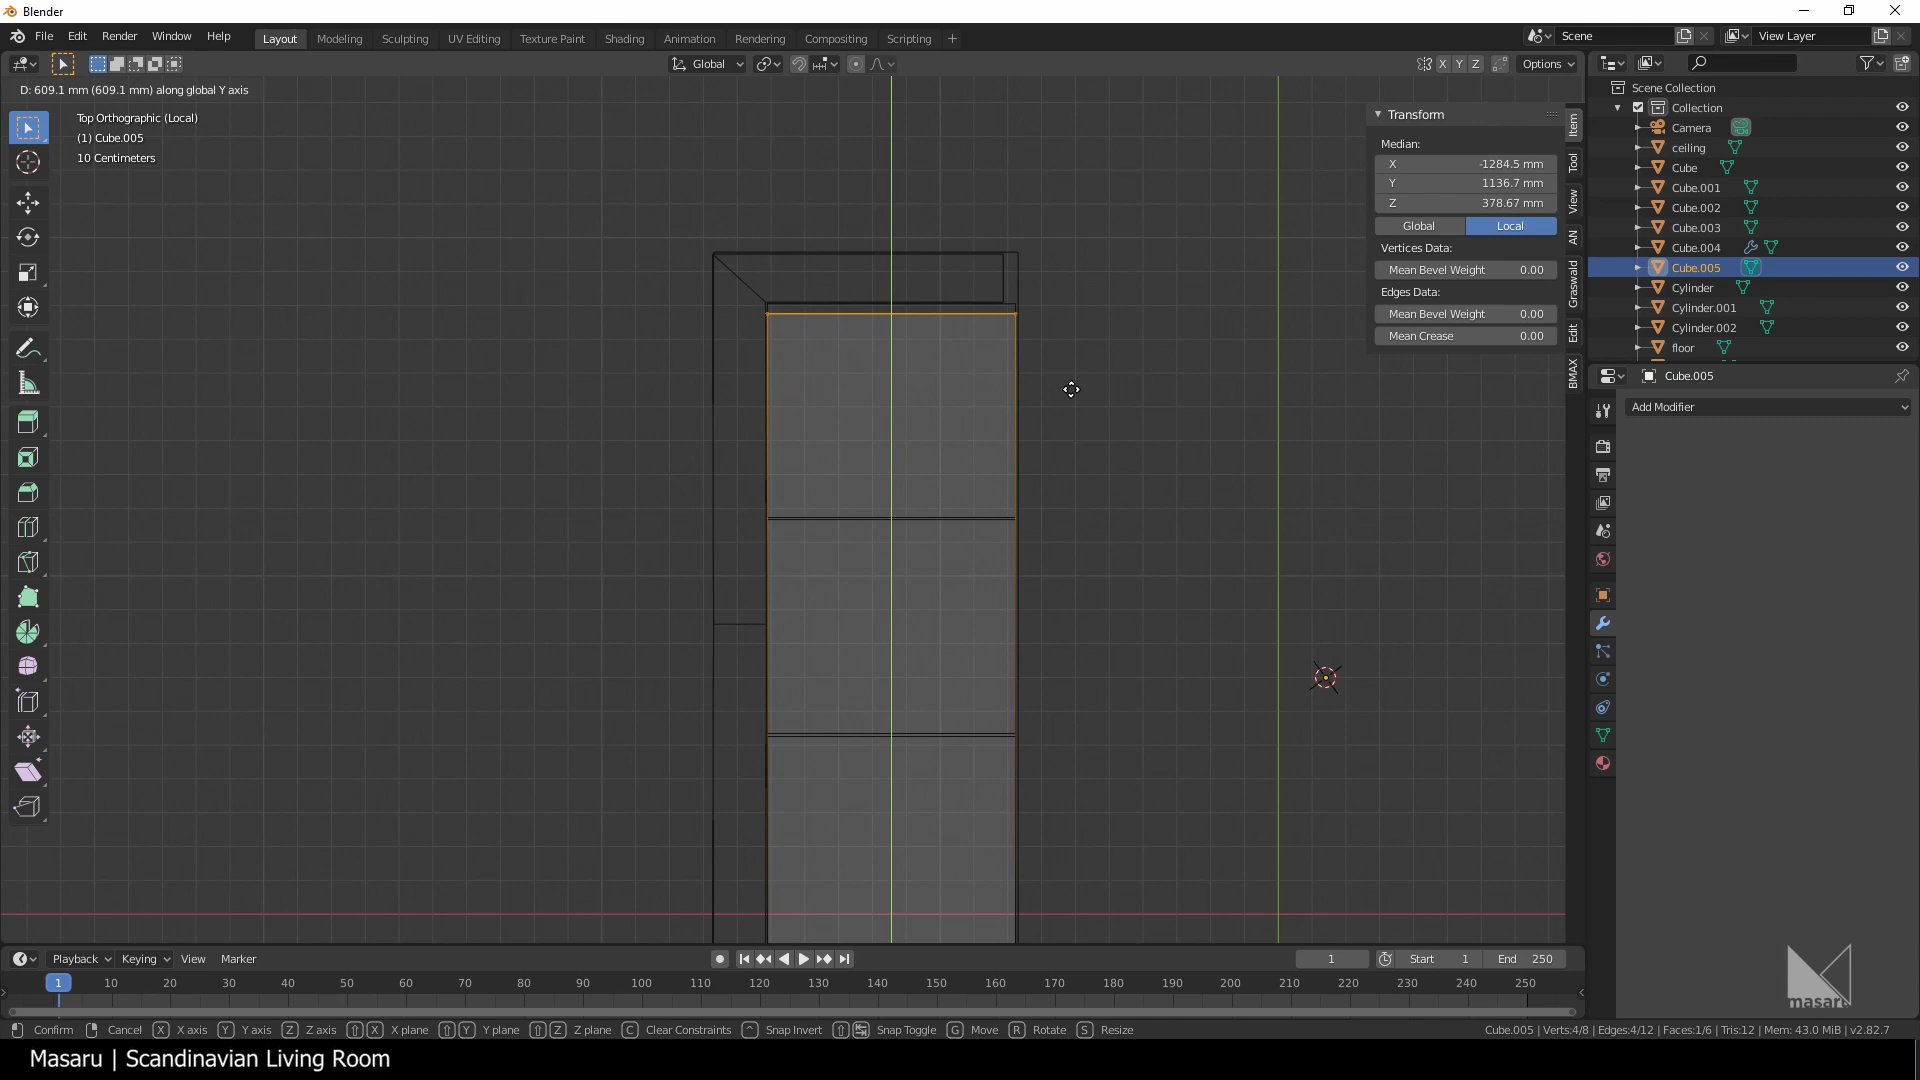 Blender
File Edit Render Window Help
Layout Modeling Sculpting UV Editing Texture Paint Shading Animation Rendering Compositing Scripting +
Scene
View Layer
Global
X Y Z
Options
D: 609.1 mm (609.1 mm) along global Y axis
Top Orthographic (Local)
(1) Cube.005
10 Centimeters
Transform
Median:
X -1284.5 mm
Y 1136.7 mm
Z 378.67 mm
Global Local
Vertices Data:
Mean Bevel Weight 0.00
Edges Data:
Mean Bevel Weight 0.00
Mean Crease 0.00
Item
Tool
View
AN
Graswald
Edit
BMAX
Scene Collection
Collection
Camera
ceiling
Cube
Cube.001
Cube.002
Cube.003
Cube.004
Cube.005
Cylinder
Cylinder.001
Cylinder.002
floor
Cube.005
Add Modifier
Playback Keying View Marker
1 Start 1 End 250
1 10 20 30 40 50 60 70 80 90 100 110 120 130 140 150 160 170 180 190 200 210 220 230 240 250
masaru
Confirm Cancel X X axis Y Y axis Z Z axis X X plane Y Y plane Z Z plane C Clear Constraints ^ Snap Invert Snap Toggle G Move R Rotate S Resize
Cube.005 | Verts:4/8 | Edges:4/12 | Faces:1/6 | Tris:12 | Mem: 43.0 MiB | v2.82.7
Masaru | Scandinavian Living Room